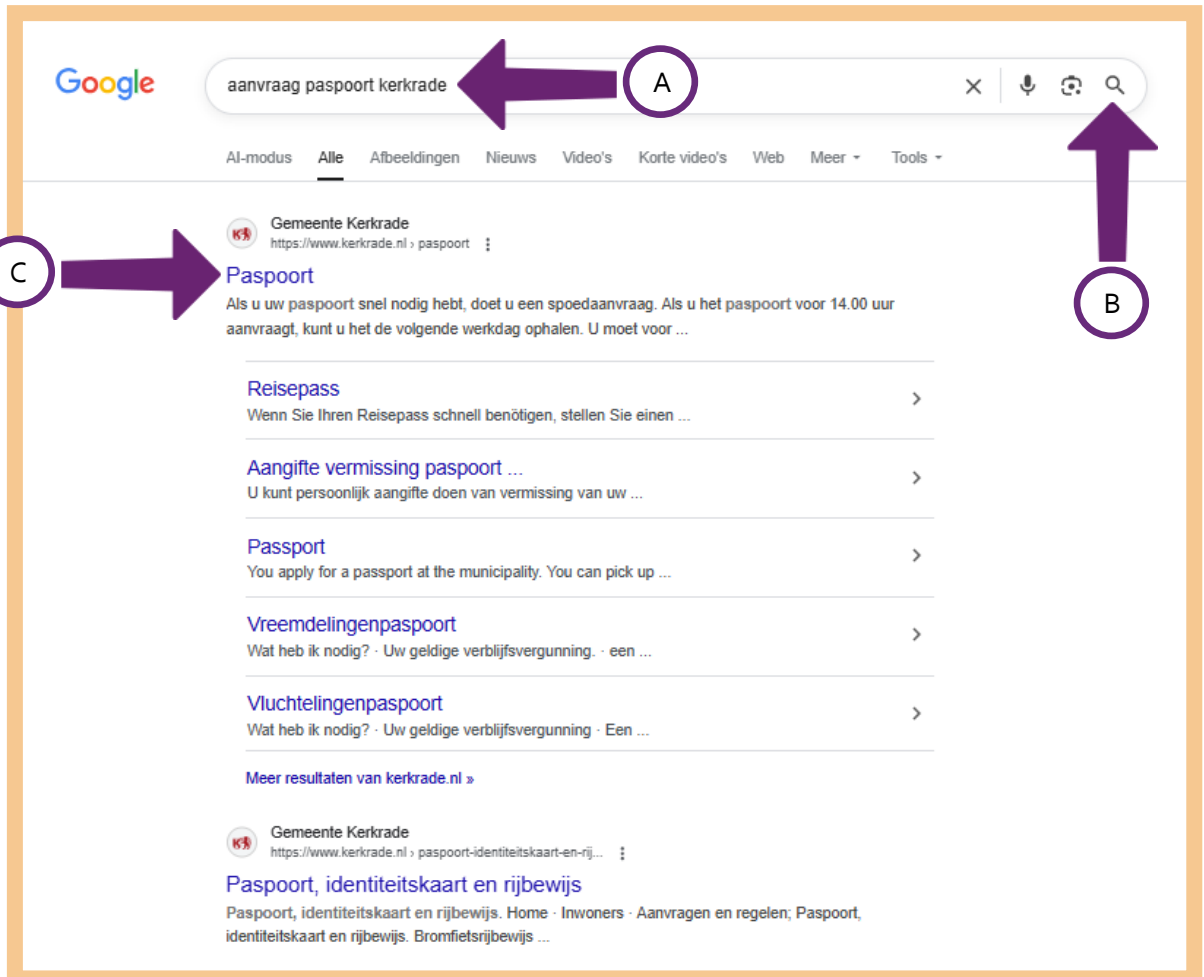 Google
aanvraag paspoort kerkrade
A
AI-modus Alle Afbeeldingen Nieuws Video's Korte video's Web Meer Tools
B
C
Gemeente Kerkrade
https://www.kerkrade.nl › paspoort
Paspoort
Als u uw paspoort snel nodig hebt, doet u een spoedaanvraag. Als u het paspoort voor 14.00 uur
aanvraagt, kunt u het de volgende werkdag ophalen. U moet voor ...
Reisepass
Wenn Sie Ihren Reisepass schnell benötigen, stellen Sie einen ...
Aangifte vermissing paspoort ...
U kunt persoonlijk aangifte doen van vermissing van uw ...
Passport
You apply for a passport at the municipality. You can pick up ...
Vreemdelingenpaspoort
Wat heb ik nodig? · Uw geldige verblijfsvergunning. · een ...
Vluchtelingenpaspoort
Wat heb ik nodig? · Uw geldige verblijfsvergunning · Een ...
Meer resultaten van kerkrade.nl »
Gemeente Kerkrade
https://www.kerkrade.nl › paspoort-identiteitskaart-en-rij...
Paspoort, identiteitskaart en rijbewijs
Paspoort, identiteitskaart en rijbewijs. Home · Inwoners · Aanvragen en regelen; Paspoort,
identiteitskaart en rijbewijs. Bromfietsrijbewijs ...